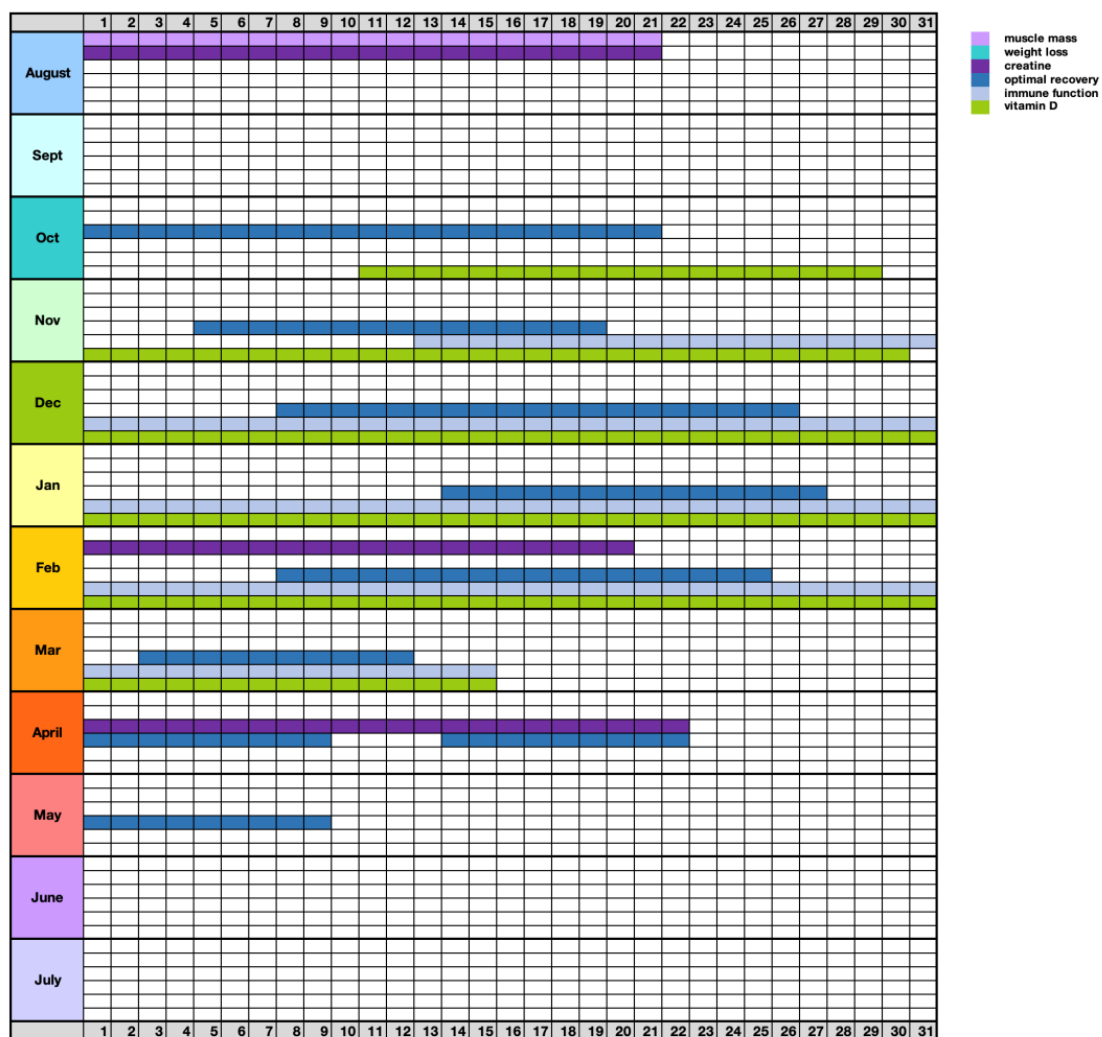 1 2 3 4 5 6 7 8 9 10 11 12 13 14 15 16 17 18 19 20 21 22 23 24 25 26 27 28 29 30 31
muscle mass
weight loss
creatine
optimal recovery
immune function
vitamin D
August
Sept
Oct
Nov
Dec
Jan
Feb
Mar
April
May
June
July
1 2 3 4 5 6 7 8 9 10 11 12 13 14 15 16 17 18 19 20 21 22 23 24 25 26 27 28 29 30 31